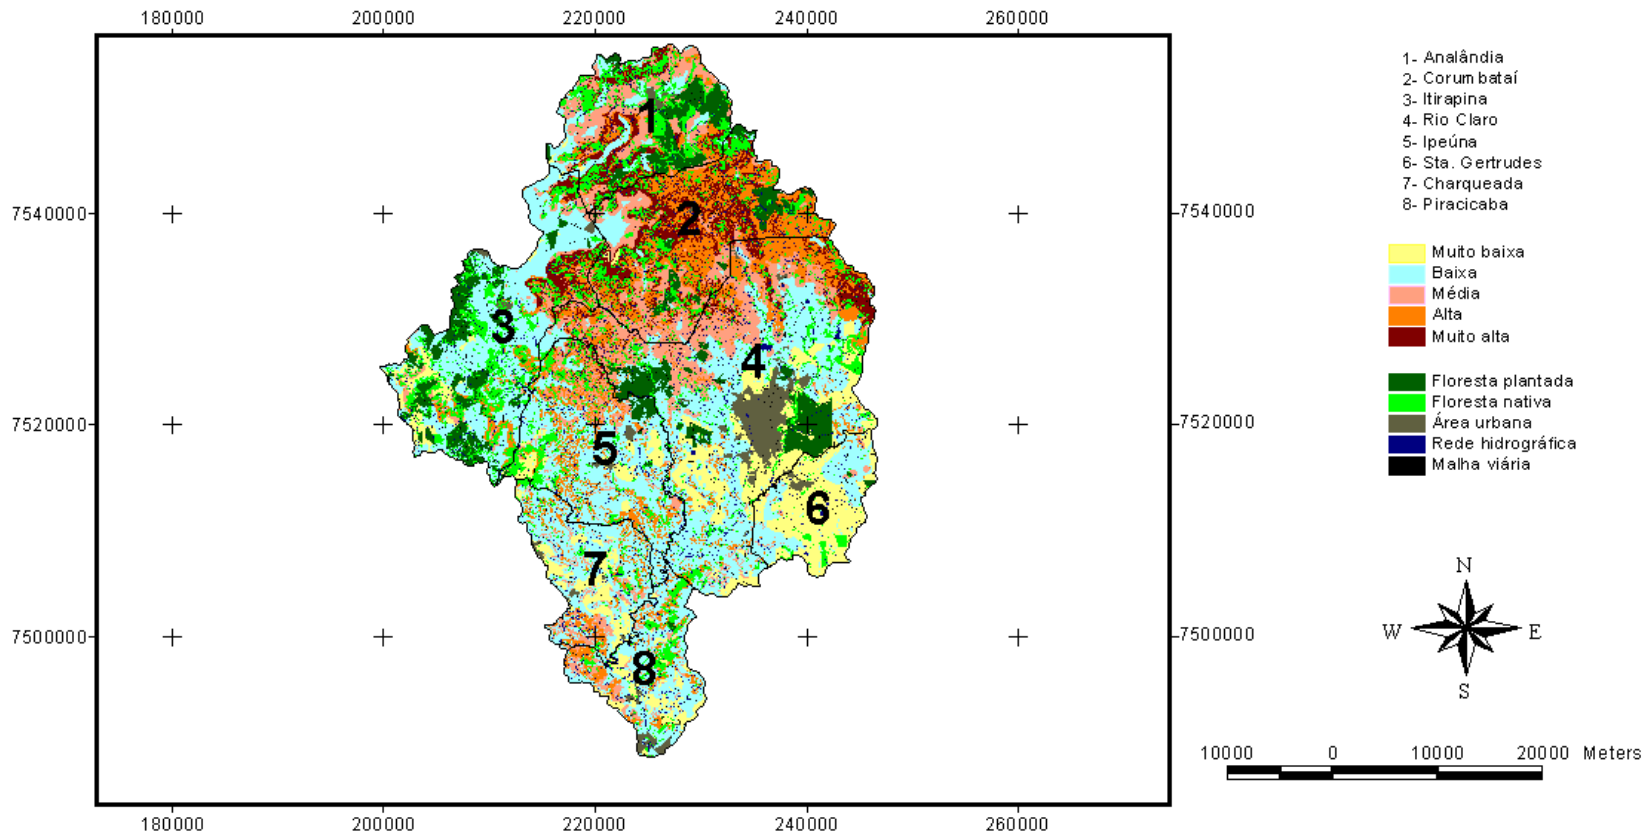 180000 200000 220000 240000 260000
1- Analândia
2- Corumbataí
3- Itirapina
4- Rio Claro
5- Ipeúna
6- Sta. Gertrudes
7- Charqueada
8- Piracicaba
1
2
3
4
5
6
7
8
7540000 7540000
7520000 7520000
7500000 7500000
Muito baixa
Baixa
Média
Alta
Muito alta
Floresta plantada
Floresta nativa
Área urbana
Rede hidrográfica
Malha viária
N
W E
S
10000 0 10000 20000 Meters
180000 200000 220000 240000 260000